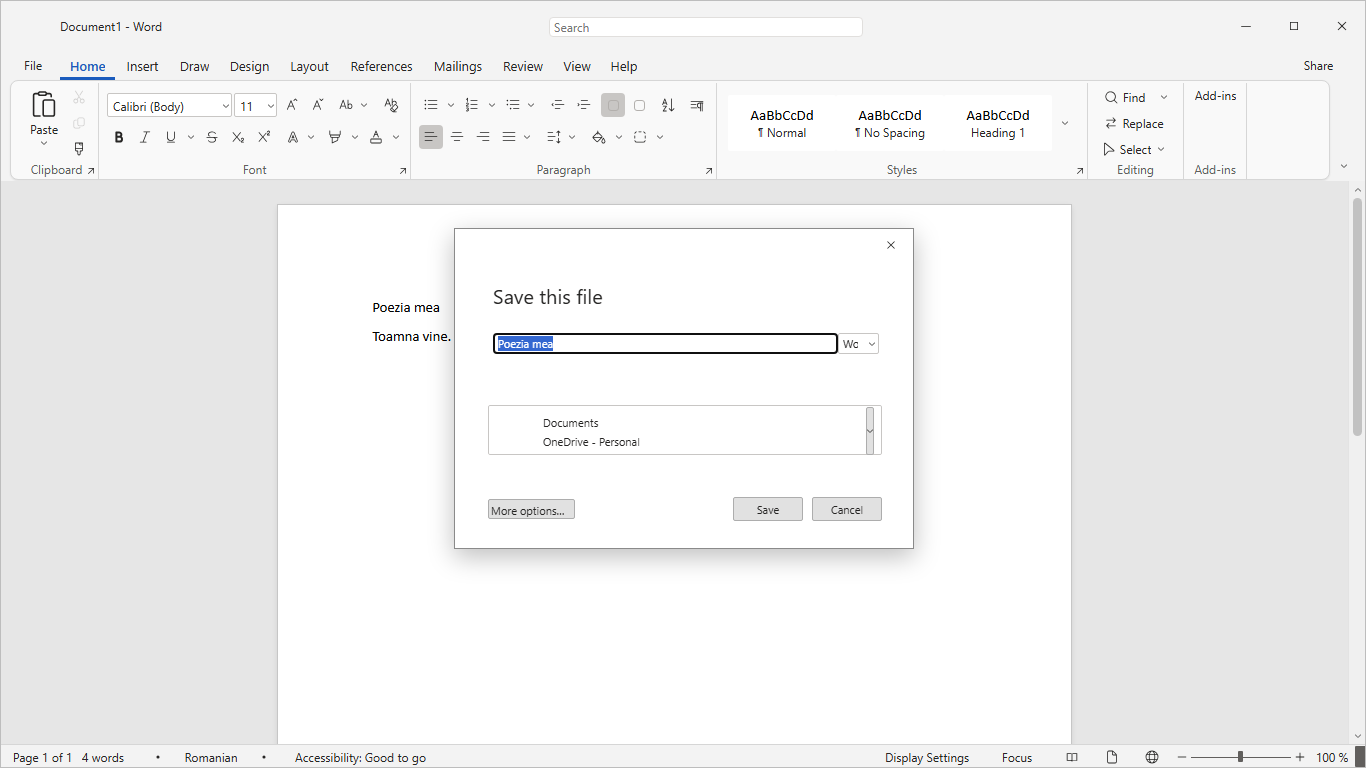 Document1 - Word
Search
File
Home
Insert
Draw
Design
Layout
References
Mailings
Review
View
Help
Share
Paste
Clipboard
Calibri (Body)
11
Font
Paragraph
AaBbCcDd
¶ Normal
AaBbCcDd
¶ No Spacing
AaBbCcDd
Heading 1
Styles
Find
Replace
Select
Editing
Add-ins
Add-ins
Poezia mea
Toamna vine.
Save this file
Poezia mea
Wo
Documents
OneDrive - Personal
More options...
Save
Cancel
Page 1 of 1
4 words
Romanian
Accessibility: Good to go
Display Settings
Focus
100 %